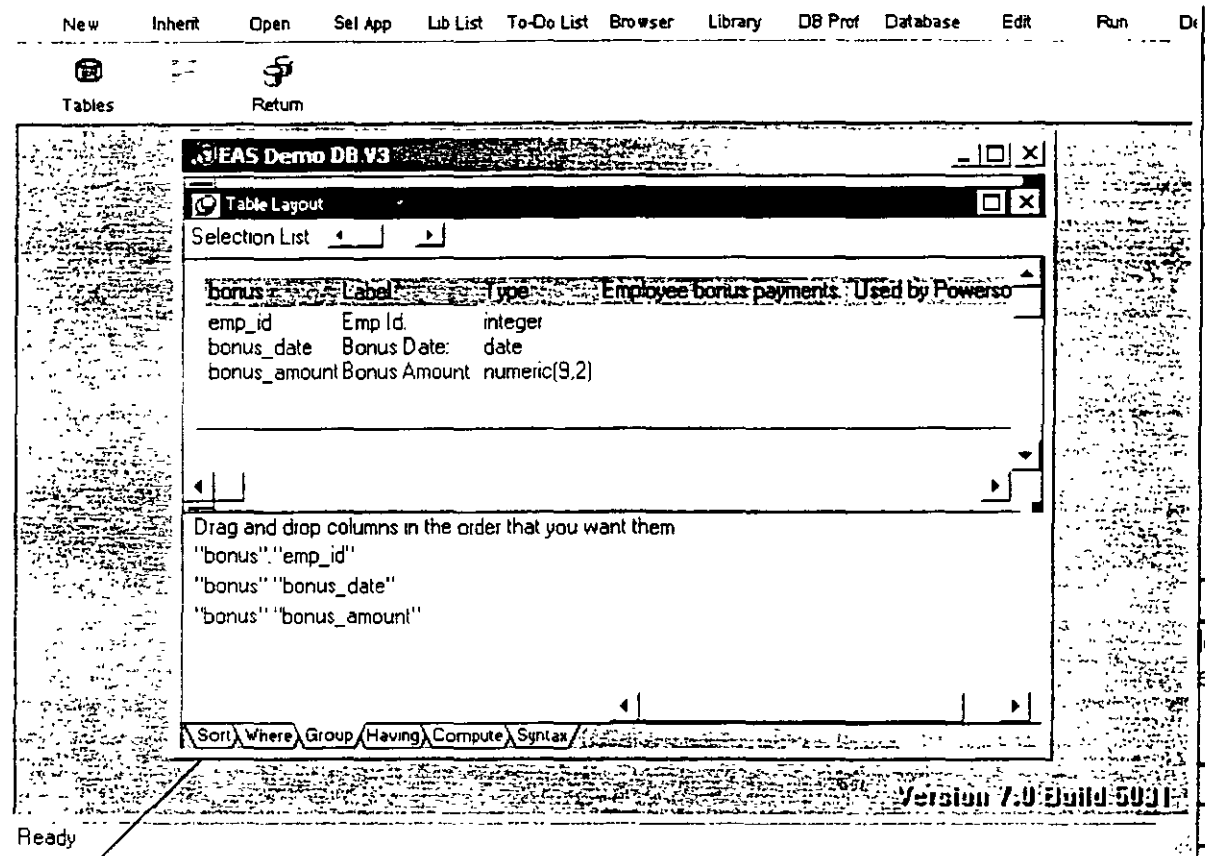 New Inherit Open Sel App Lib List To-Do List Browser Library DB Prof Database Edit Run De
Tables Return
EAS Demo DB V3
Table Layout
Selection List
bonus Label Type Employee bonus payments. Used by Powerso
emp_id Emp Id. integer
bonus_date Bonus Date: date
bonus_amount Bonus Amount numeric(9,2)
Drag and drop columns in the order that you want them
"bonus"."emp_id"
"bonus" "bonus_date"
"bonus" "bonus_amount"
Sort Where Group Having Compute Syntax
Version 7.0 Build 5031
Ready